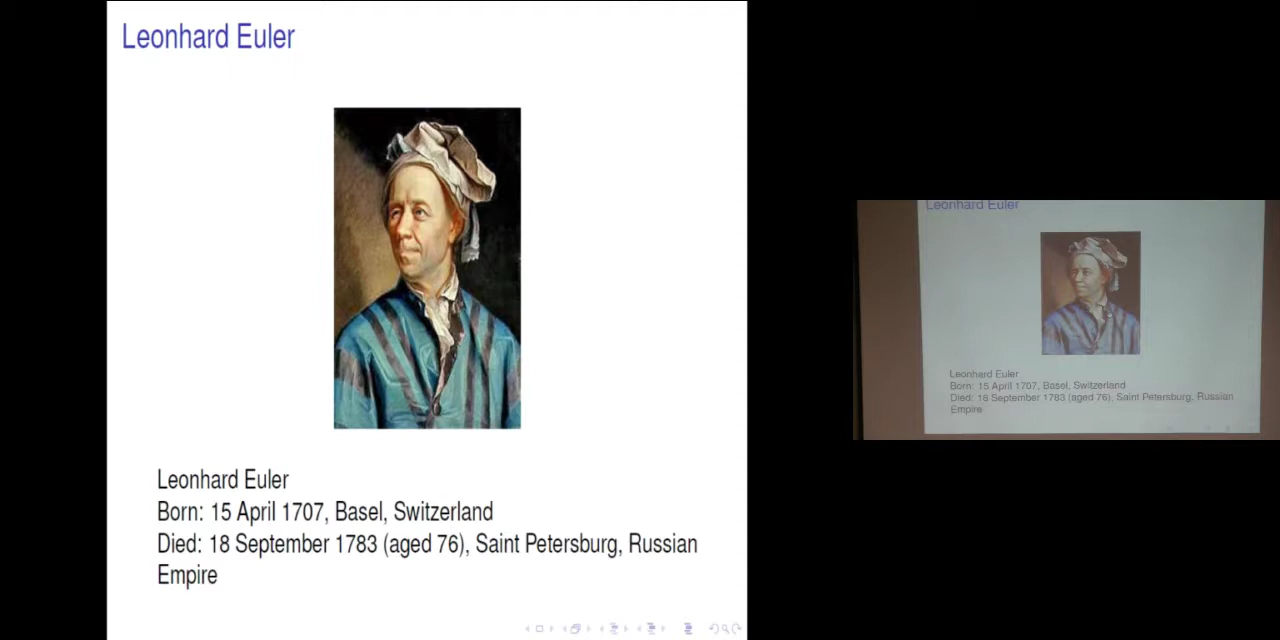 Leonhard Euler
Leonhard Euler
Born: 15 April 1707, Basel, Switzerland
Died: 18 September 1783 (aged 76), Saint Petersburg, Russian
Empire
Leonhard Euler
Leonhard Euler
Born: 15 April 1707, Basel, Switzerland
Died: 18 September 1783 (aged 76), Saint Petersburg, Russian
Empire